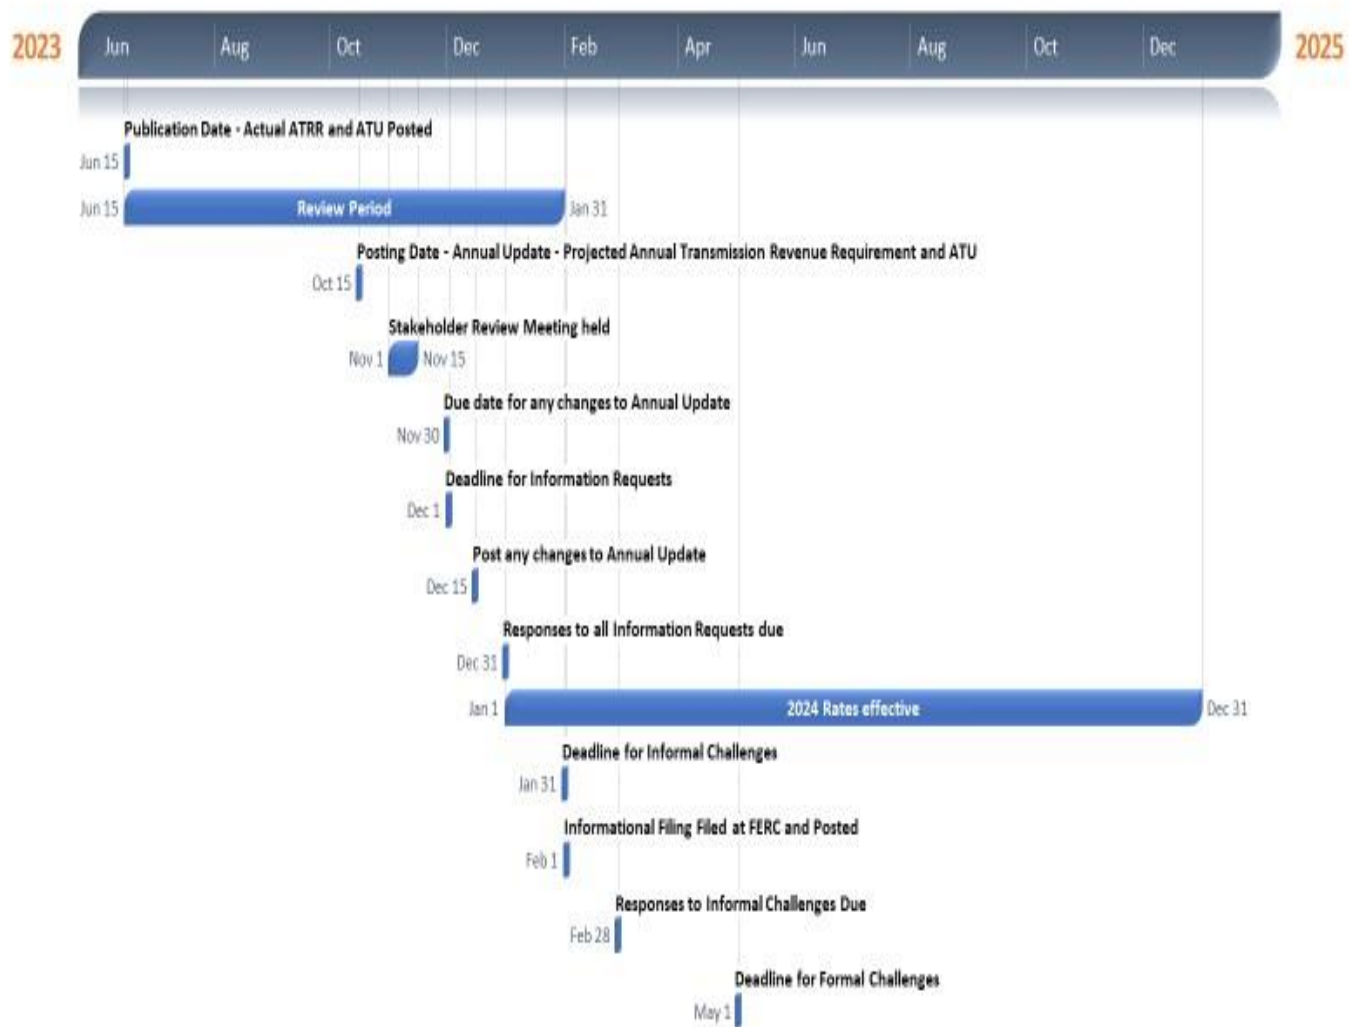 2023 Jun Aug Oct Dec Feb Apr Jun Aug Oct Dec 2025
Publication Date - Actual ATRR and ATU Posted
Jun 15
Jun 15 Review Period Jan 31
Posting Date - Annual Update - Projected Annual Transmission Revenue Requirement and ATU
Oct 15
Stakeholder Review Meeting held
Nov 1 Nov 15
Due date for any changes to Annual Update
Nov 30
Deadline for Information Requests
Dec 1
Post any changes to Annual Update
Dec 15
Responses to all Information Requests due
Dec 31
Jan 1 2024 Rates effective Dec 31
Deadline for Informal Challenges
Jan 31
Informational Filing Filed at FERC and Posted
Feb 1
Responses to Informal Challenges Due
Feb 28
Deadline for Formal Challenges
May 1